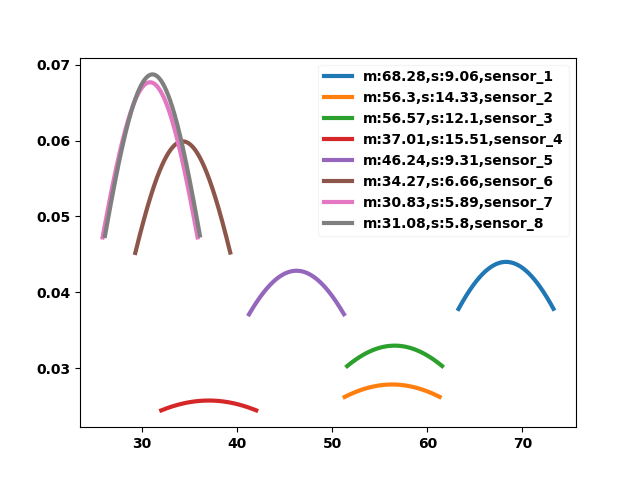 0.07
0.06
0.05
0.04
0.03
30 40 50 60 70
m:68.28,s:9.06,sensor_1
m:56.3,s:14.33,sensor_2
m:56.57,s:12.1,sensor_3
m:37.01,s:15.51,sensor_4
m:46.24,s:9.31,sensor_5
m:34.27,s:6.66,sensor_6
m:30.83,s:5.89,sensor_7
m:31.08,s:5.8,sensor_8